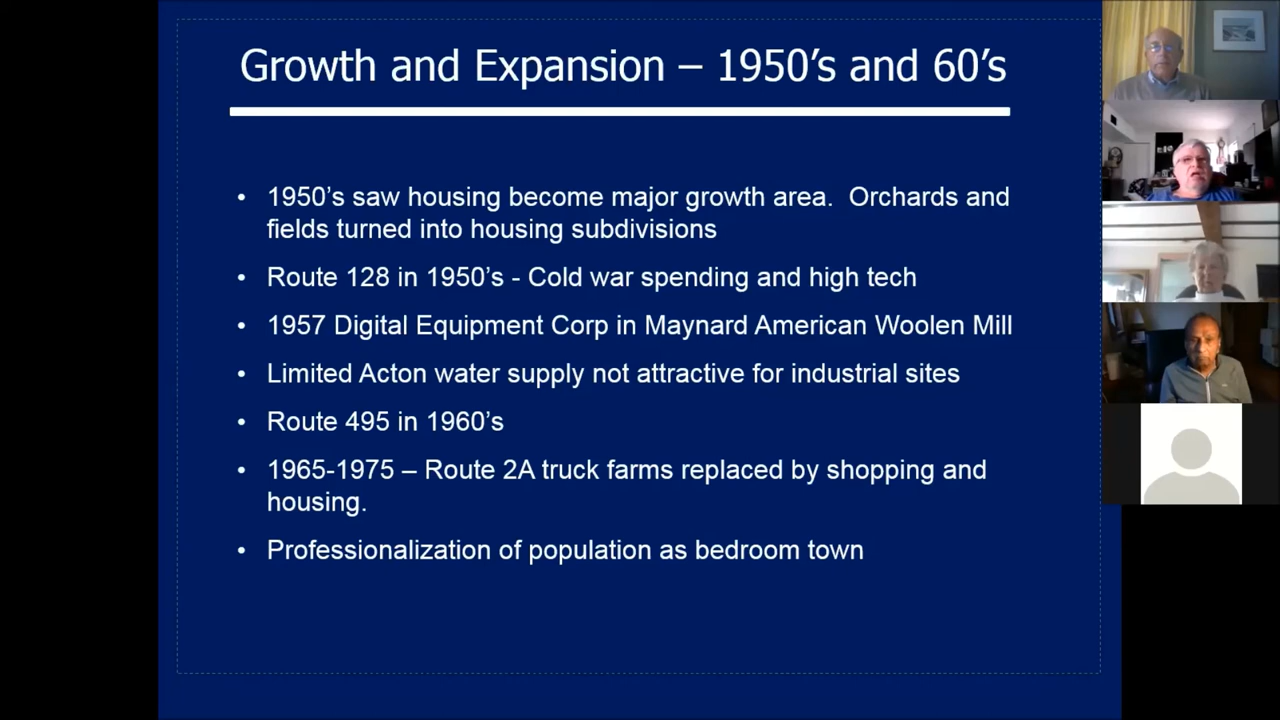 Growth and Expansion – 1950's and 60's
• 1950's saw housing become major growth area.  Orchards and
fields turned into housing subdivisions
• Route 128 in 1950's - Cold war spending and high tech
• 1957 Digital Equipment Corp in Maynard American Woolen Mill
• Limited Acton water supply not attractive for industrial sites
• Route 495 in 1960's
• 1965-1975 – Route 2A truck farms replaced by shopping and
housing.
• Professionalization of population as bedroom town